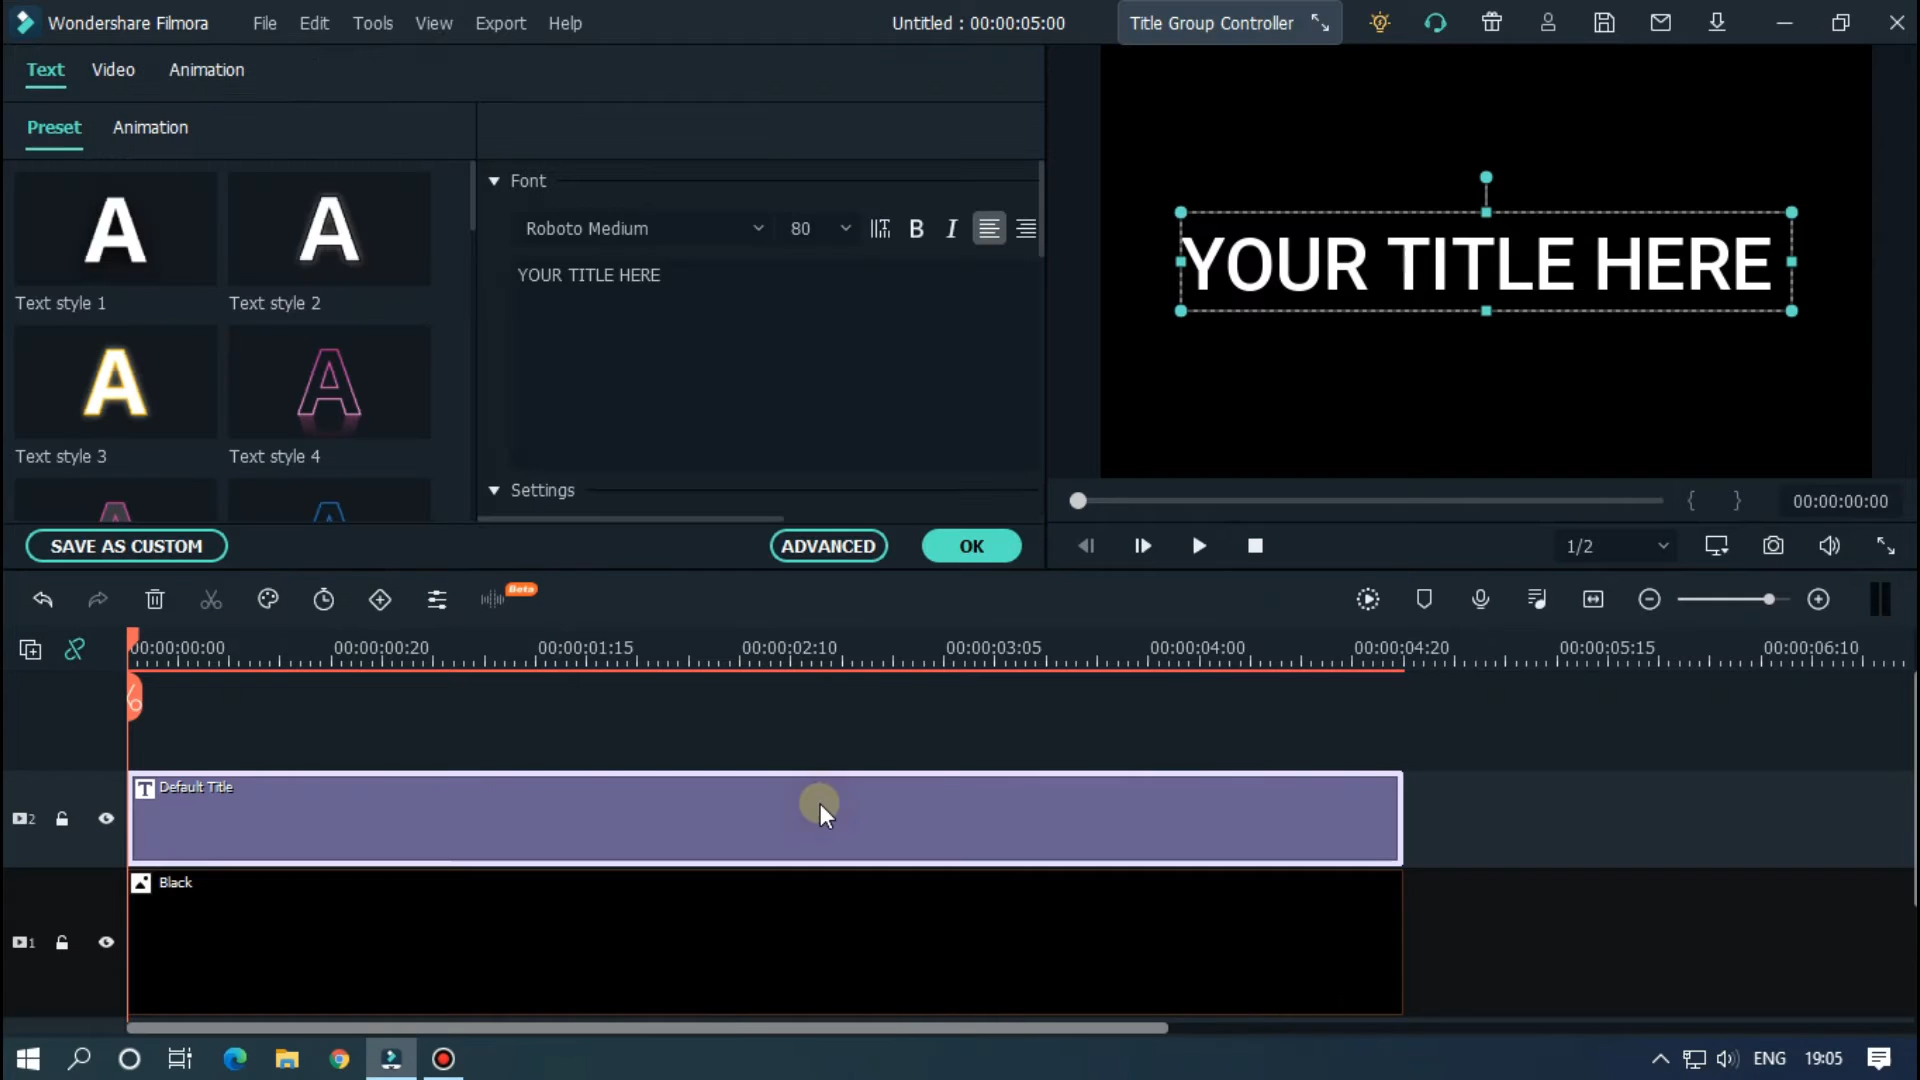 Wondershare Filmora
File
Edit
Tools
View
Export
Help
Untitled : 00:00:05:00
Title Group Controller
Text
Video
Animation
Preset
Animation
A
Text style 1
A
Text style 2
A
Text style 3
A
Text style 4
Font
Roboto Medium
80
B
I
YOUR TITLE HERE
Settings
SAVE AS CUSTOM
ADVANCED
OK
YOUR TITLE HERE
{
}
00:00:00:00
1/2
Beta
00:00:00:00
00:00:00:20
00:00:01:15
00:00:02:10
00:00:03:05
00:00:04:00
00:00:04:20
00:00:05:15
00:00:06:10
2
T Default Title
1
Black
ENG
19:05